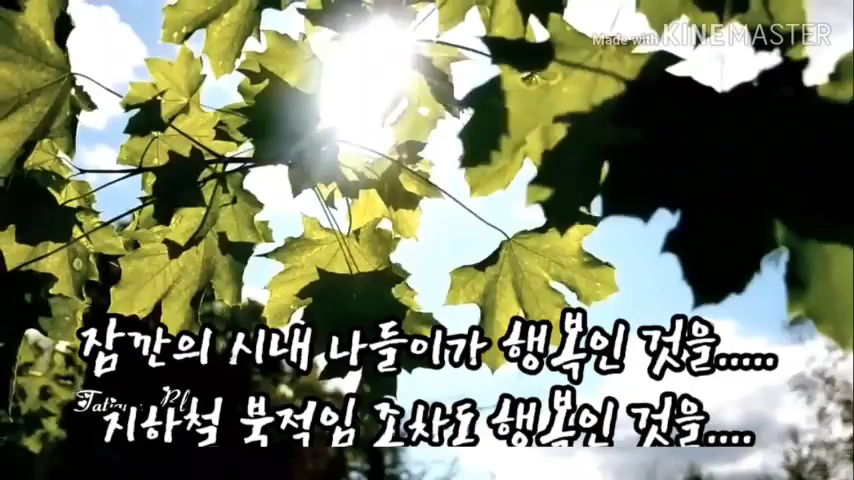 Made with KINEMASTER
잠깐의 시내 나들이가 행복인 것을.....
지하척 북적임 조차도 행복인 것을....